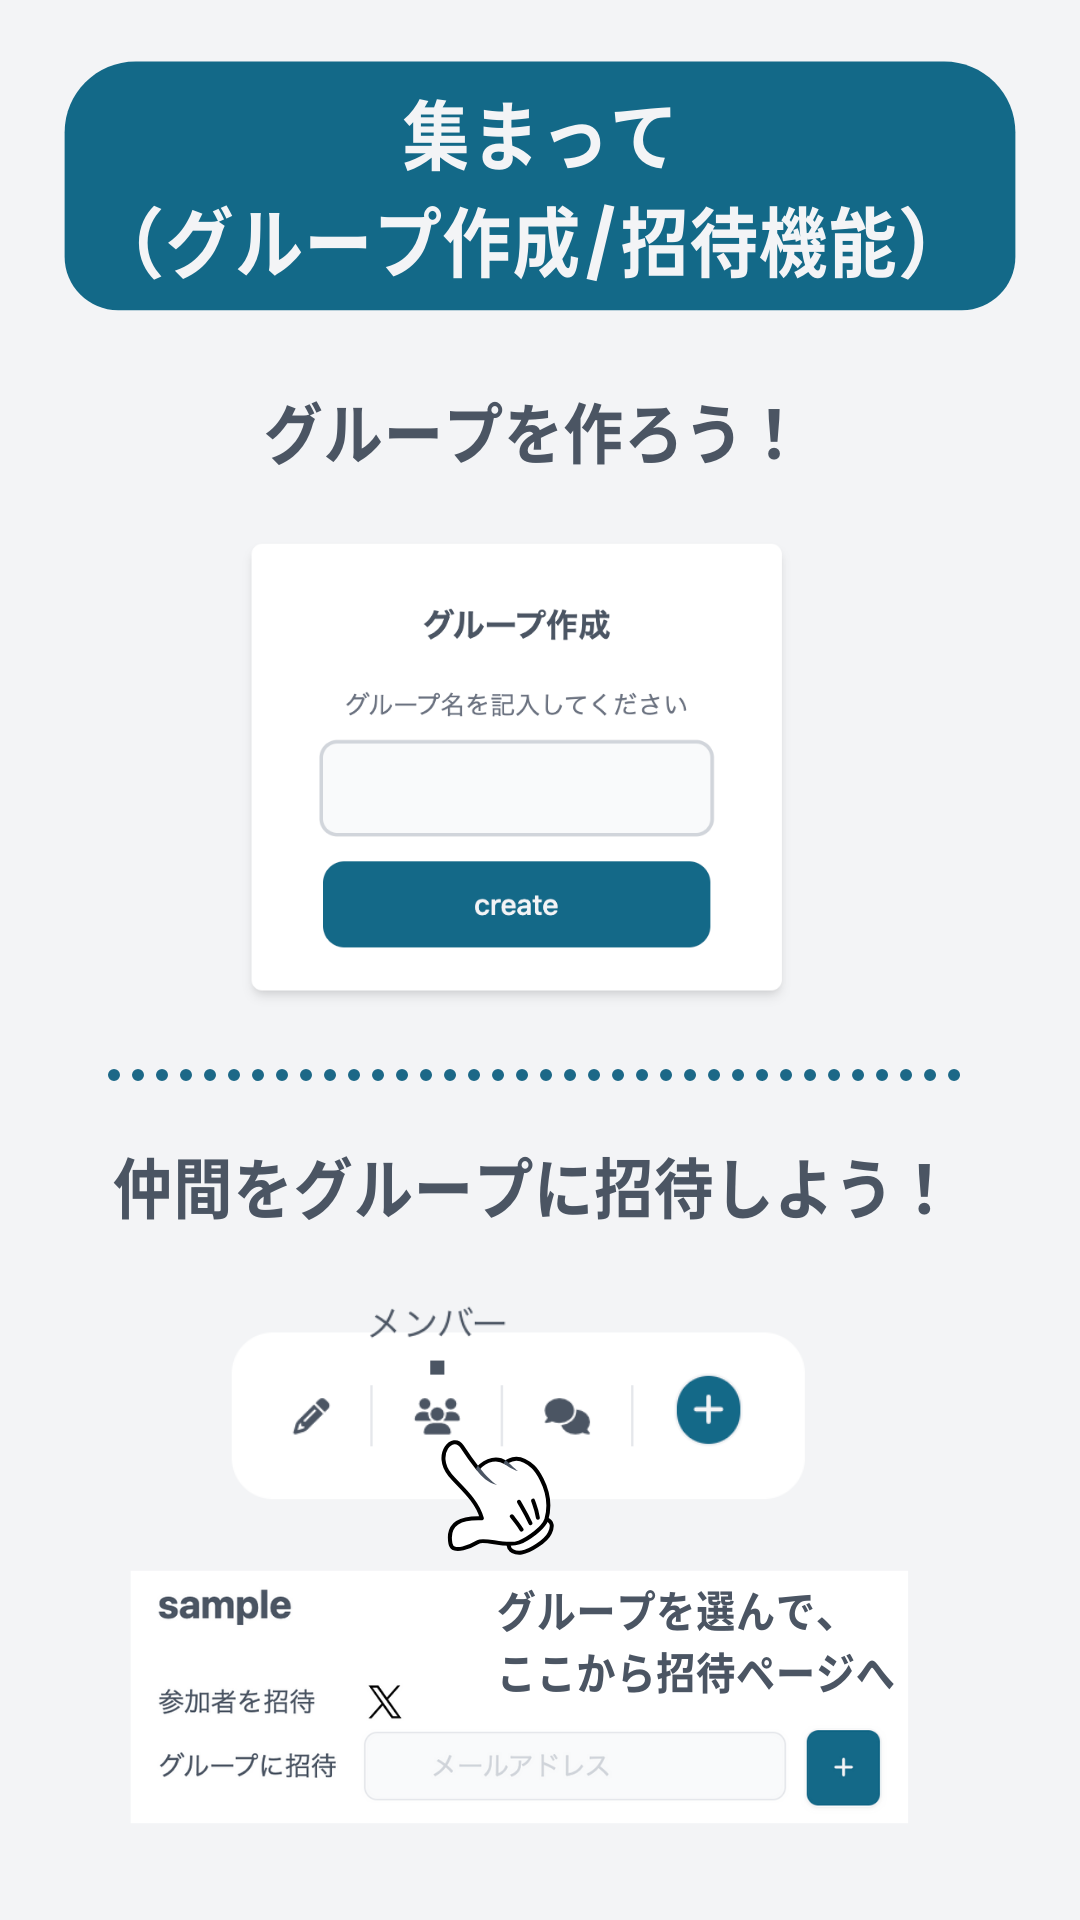 集まって
（グループ作成/招待機能）
グループを作ろう！
グループ作成
グループ名を記入してください
create
仲間をグループに招待しよう！
メンバー
sample
グループを選んで、
ここから招待ページへ
参加者を招待
グループに招待
メールアドレス
+